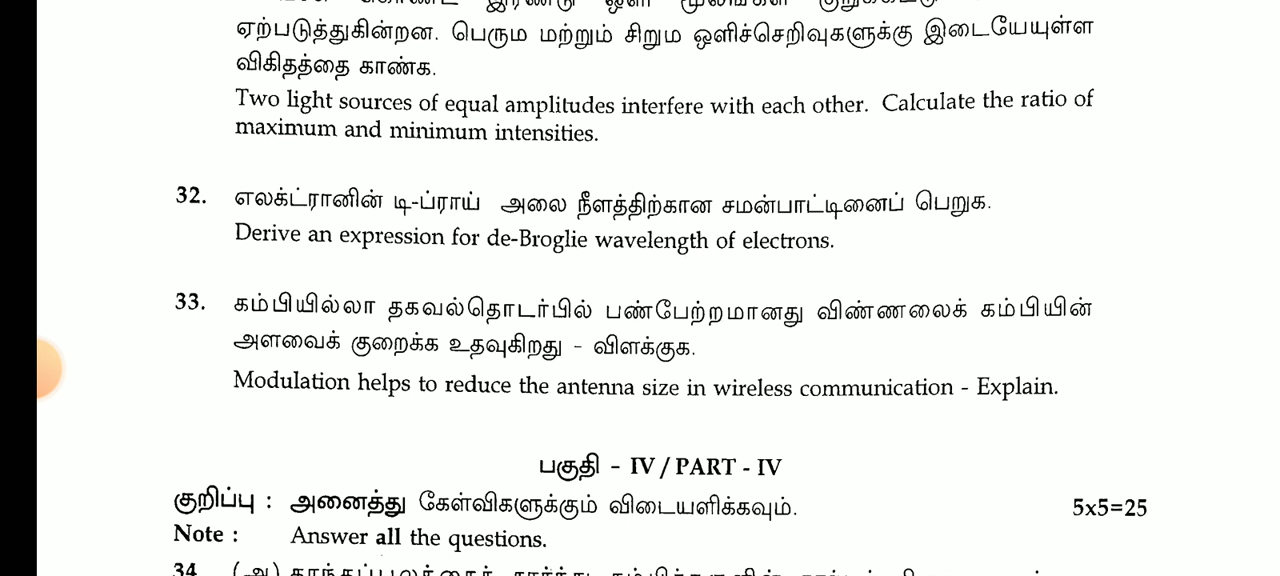 ஏற்படுத்துகின்றன. பெரும மற்றும் சிறும ஒளிச்செறிவுகளுக்கு இடையேயுள்ள
விகிதத்தை காண்க.
Two light sources of equal amplitudes interfere with each other. Calculate the ratio of
maximum and minimum intensities.
32. எலக்ட்ரானின் டி-ப்ராய் அலை நீளத்திற்கான சமன்பாட்டினைப் பெறுக.
Derive an expression for de-Broglie wavelength of electrons.
33. கம்பியில்லா தகவல்தொடர்பில் பண்பேற்றமானது விண்ணலைக் கம்பியின்
அளவைக் குறைக்க உதவுகிறது - விளக்குக.
Modulation helps to reduce the antenna size in wireless communication - Explain.
பகுதி - IV / PART - IV
குறிப்பு : அனைத்து கேள்விகளுக்கும் விடையளிக்கவும். 5x5=25
Note : Answer all the questions.
34 (அ)